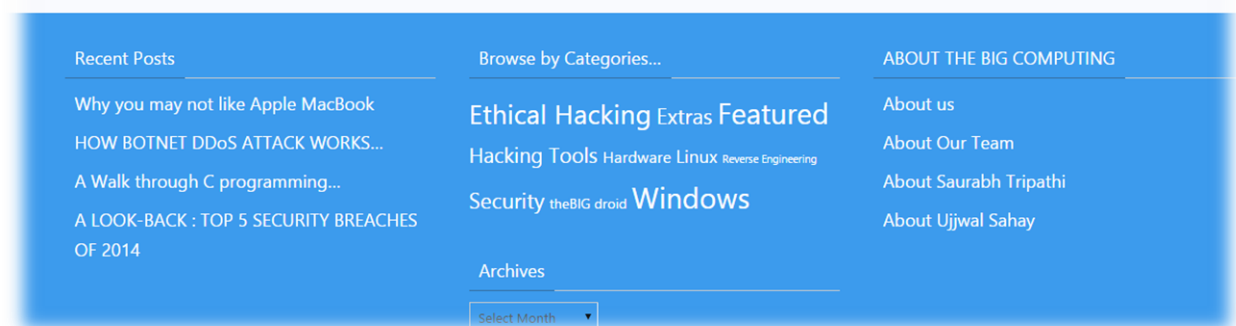 Recent Posts
Why you may not like Apple MacBook
HOW BOTNET DDoS ATTACK WORKS...
A Walk through C programming...
A LOOK-BACK : TOP 5 SECURITY BREACHES
OF 2014
Browse by Categories...
Ethical Hacking Extras Featured
Hacking Tools Hardware Linux Reverse Engineering
Security theBIG droid Windows
Archives
Select Month
ABOUT THE BIG COMPUTING
About us
About Our Team
About Saurabh Tripathi
About Ujjwal Sahay